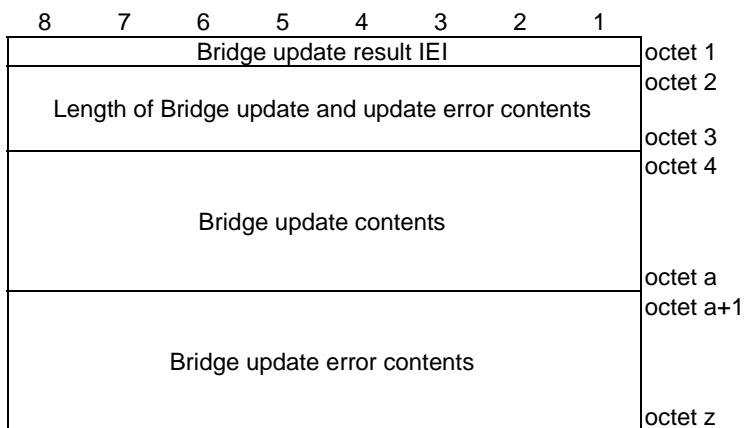 8 7 6 5 4 3 2 1
Bridge update result IEI octet 1
octet 2
Length of Bridge update and update error contents
octet 3
octet 4
Bridge update contents
octet a
octet a+1
Bridge update error contents
octet z